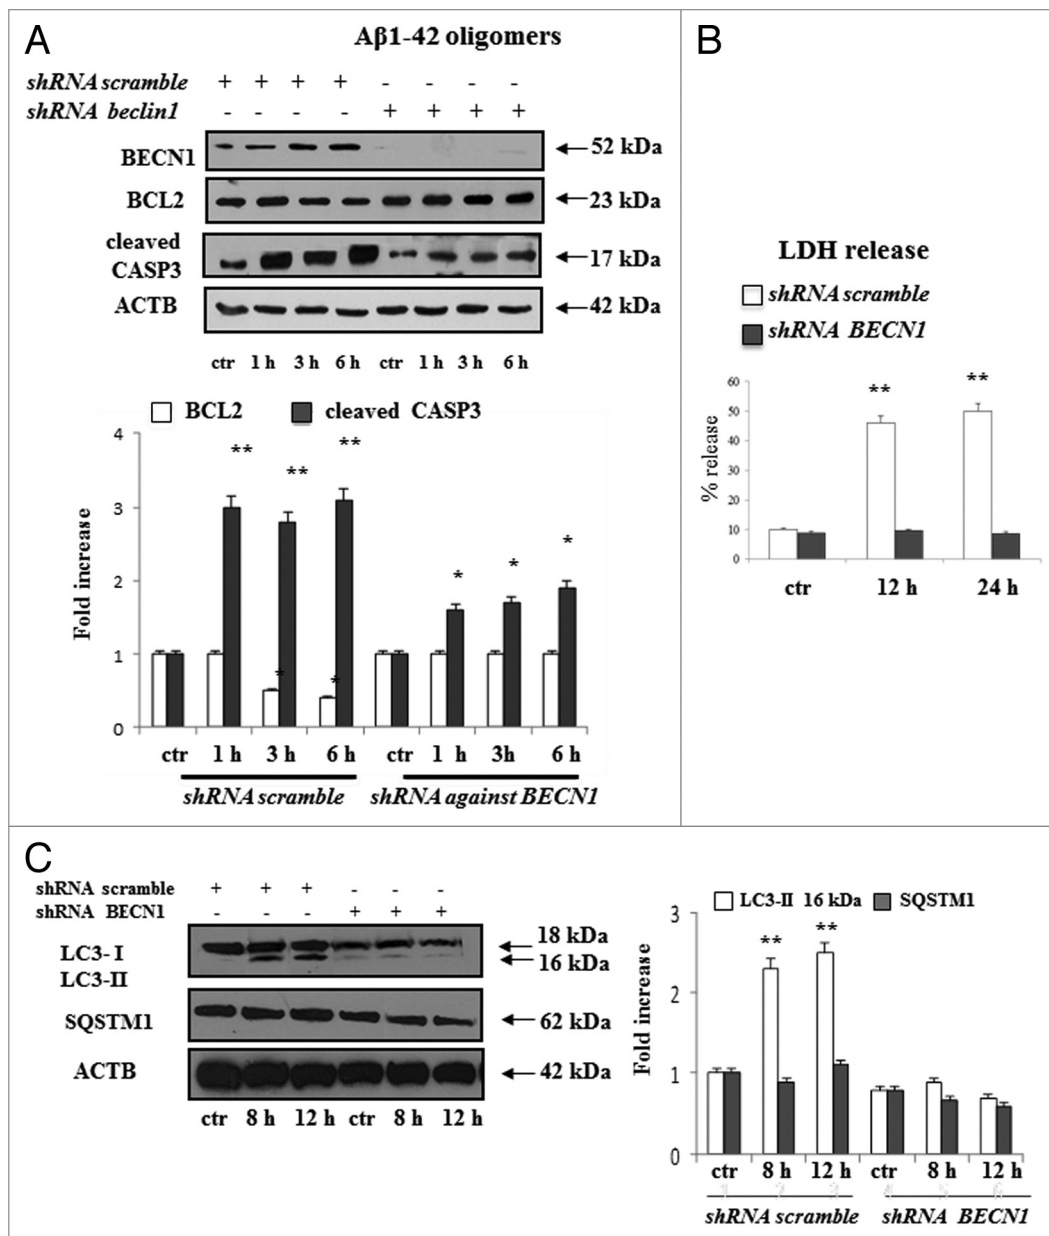 A
Aβ1-42 oligomers
shRNA scramble + + + + - - - -
shRNA beclin1 - - - - + + + +
BECN1 52 kDa
BCL2 23 kDa
cleaved
CASP3 17 kDa
ACTB 42 kDa
ctr 1 h 3 h 6 h ctr 1 h 3 h 6 h
BCL2 cleaved CASP3
Fold increase
4
3
2
1
0
** ** ** * * * * *
ctr 1 h 3 h 6 h ctr 1 h 3h 6 h
shRNA scramble shRNA against BECN1
B
LDH release
shRNA scramble
shRNA BECN1
% release
60
50
40
30
20
10
0
** **
ctr 12 h 24 h
C
shRNA scramble + + + - - -
shRNA BECN1 - - - + + +
LC3-I 18 kDa
LC3-II 16 kDa
SQSTM1 62 kDa
ACTB 42 kDa
ctr 8 h 12 h ctr 8 h 12 h
LC3-II 16 kDa SQSTM1
Fold increase
3
2
1
0
** **
ctr 8 h 12 h ctr 8 h 12 h
shRNA scramble shRNA BECN1